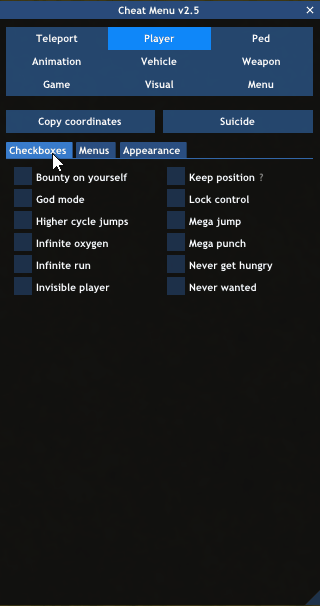 Cheat Menu v2.5 ×
Teleport Player Ped
Animation Vehicle Weapon
Game Visual Menu
Copy coordinates Suicide
Checkboxes Menus Appearance
Bounty on yourself Keep position ?
God mode Lock control
Higher cycle jumps Mega jump
Infinite oxygen Mega punch
Infinite run Never get hungry
Invisible player Never wanted